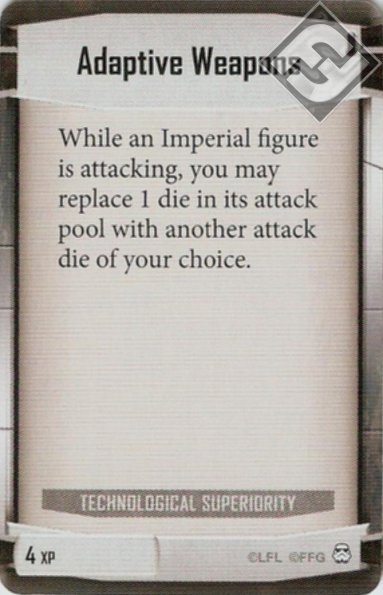 Adaptive Weapons
While an Imperial figure
is attacking, you may
replace 1 die in its attack
pool with another attack
die of your choice.
TECHNOLOGICAL SUPERIORITY
4 XP
©LFL ©FFG